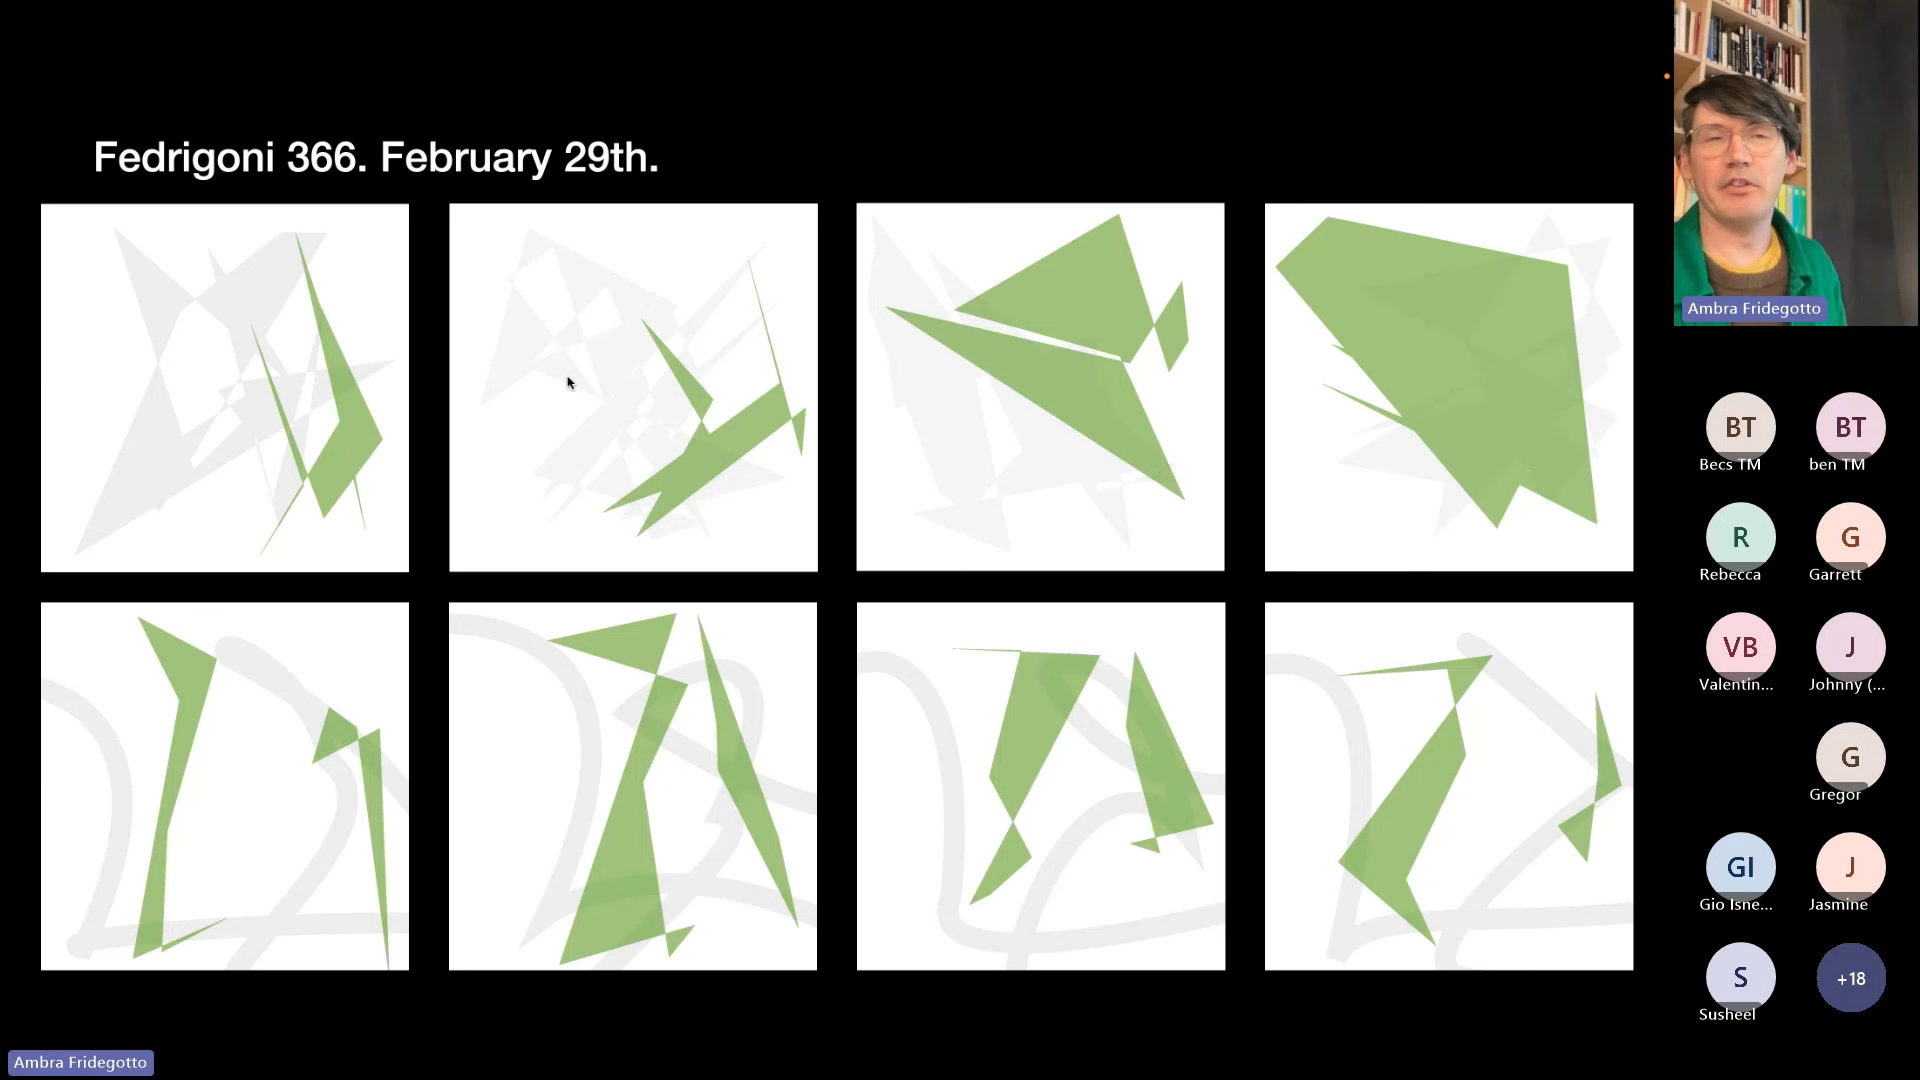 Fedrigoni 366. February 29th.
Ambra Fridegotto
BT
BT
Becs TM
ben TM
R
G
Rebecca
Garrett
VB
J
Valentin...
Johnny (...
G
Gregor
GI
J
Gio Isne...
Jasmine
S
+18
Susheel
Ambra Fridegotto